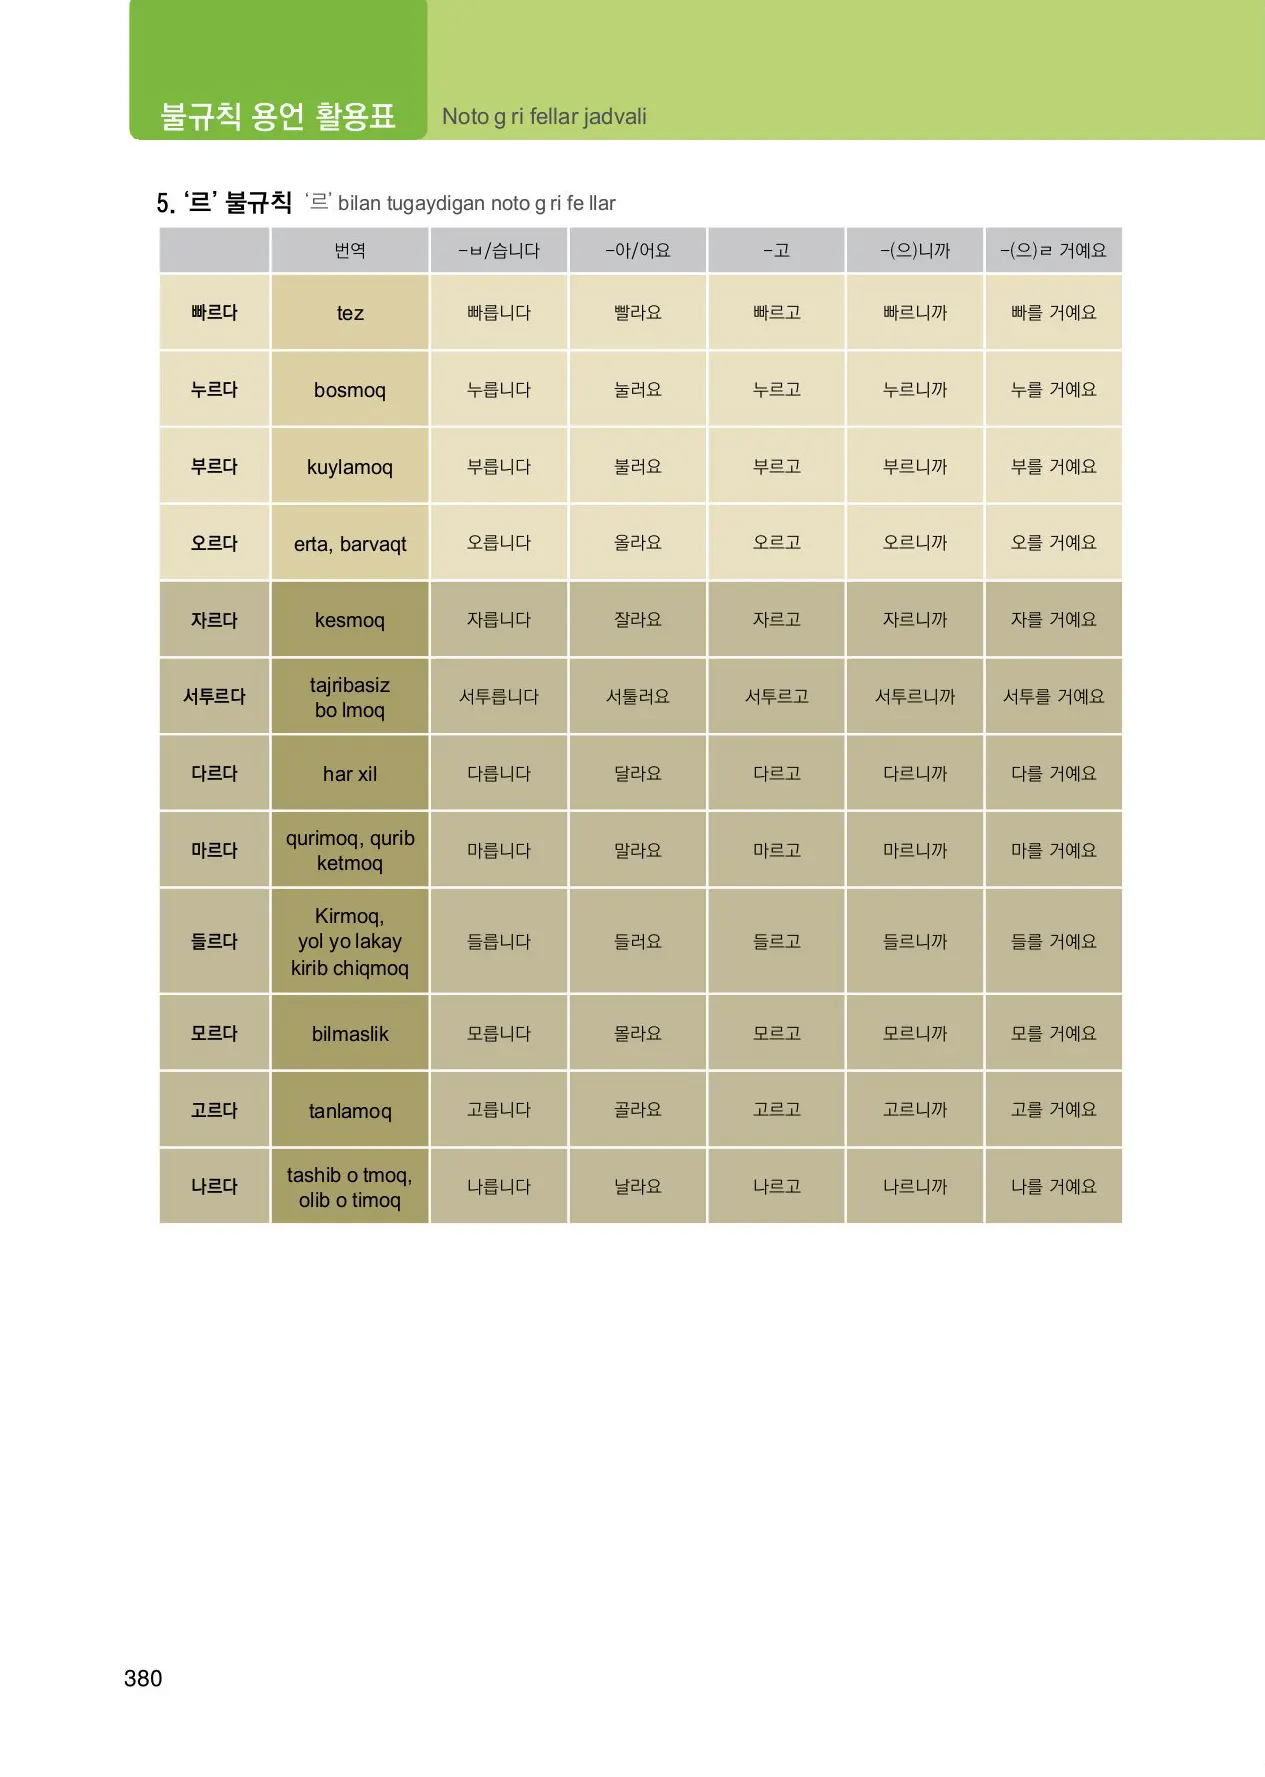 불규칙 용언 활용표 Noto g ri fellar jadvali
5. ‘르’ 불규칙 ‘르’ bilan tugaydigan noto g ri fe llar
번역 -ㅂ/습니다 -아/어요 -고 -(으)니까 -(으)ㄹ 거예요
빠르다 tez 빠릅니다 빨라요 빠르고 빠르니까 빠를 거예요
누르다 bosmoq 누릅니다 눌러요 누르고 누르니까 누를 거예요
부르다 kuylamoq 부릅니다 불러요 부르고 부르니까 부를 거예요
오르다 erta, barvaqt 오릅니다 올라요 오르고 오르니까 오를 거예요
자르다 kesmoq 자릅니다 잘라요 자르고 자르니까 자를 거예요
서투르다 tajribasiz
bo lmoq 서투릅니다 서툴러요 서투르고 서투르니까 서투를 거예요
다르다 har xil 다릅니다 달라요 다르고 다르니까 다를 거예요
마르다 qurimoq, qurib
ketmoq 마릅니다 말라요 마르고 마르니까 마를 거예요
들르다 Kirmoq,
yol yo lakay
kirib chiqmoq 들릅니다 들러요 들르고 들르니까 들를 거예요
모르다 bilmaslik 모릅니다 몰라요 모르고 모르니까 모를 거예요
고르다 tanlamoq 고릅니다 골라요 고르고 고르니까 고를 거예요
나르다 tashib o tmoq,
olib o timoq 나릅니다 날라요 나르고 나르니까 나를 거예요
380